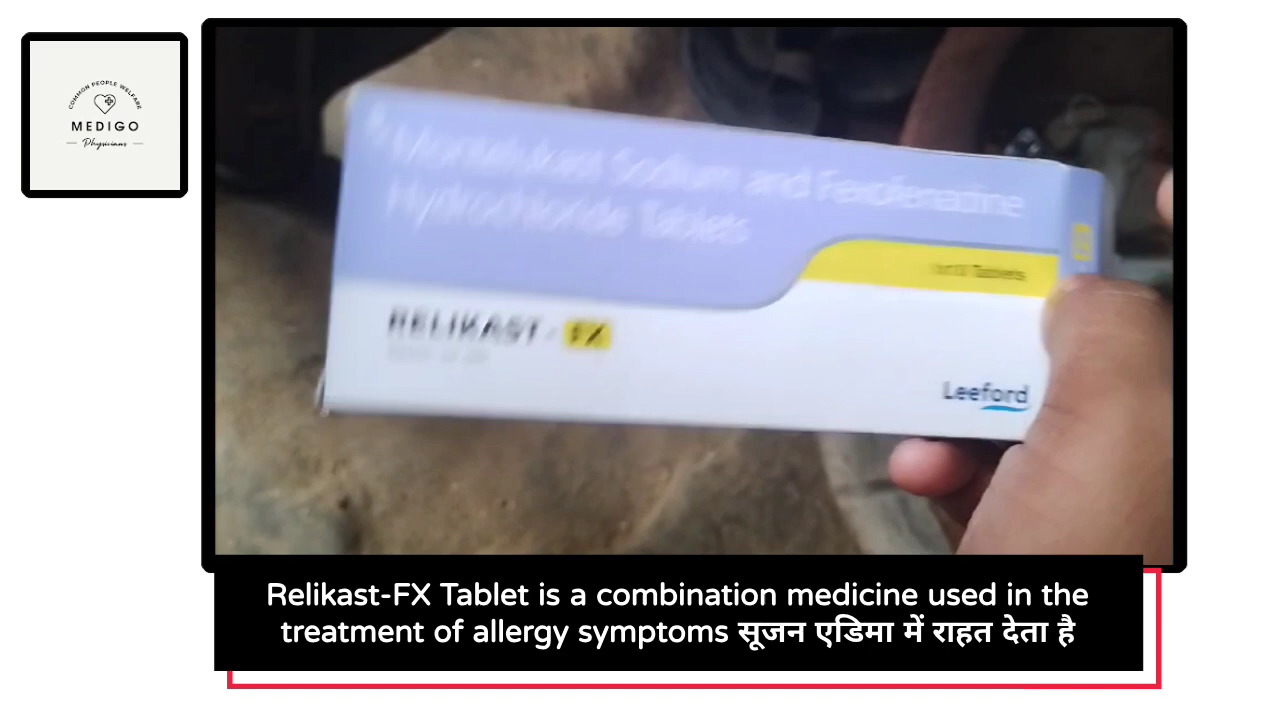 COMMON PEOPLE WELFARE
MEDIGO
Physicians
Montelukast Sodium and Fexofenadine
Hydrochloride Tablets
Tablets
RELIKAST - FX
Leeford
Relikast-FX Tablet is a combination medicine used in the
treatment of allergy symptoms सूजन एडिमा में राहत देता है